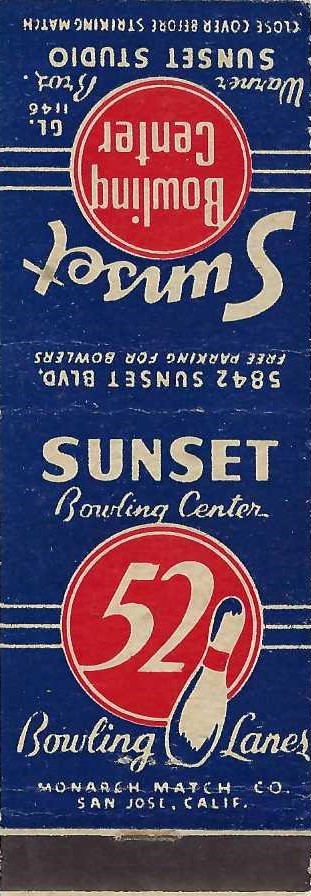 SUNSET
Bowling Center
52
Bowling Lanes
MONARCH MATCH CO.
SAN JOSE, CALIF.
5842 SUNSET BLVD.
FREE PARKING FOR BOWLERS
Sunset
Bowling
Center
GL.
1146
Warner Bros.
SUNSET STUDIO
CLOSE COVER BEFORE STRIKING MATCH